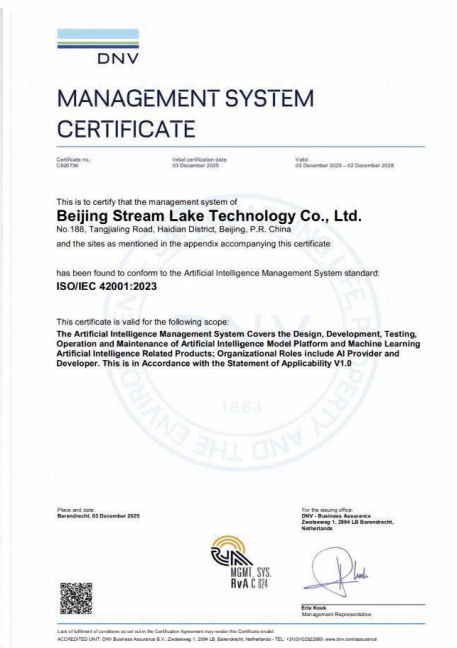 DNV
MANAGEMENT SYSTEM
CERTIFICATE
Certificate no.:
C820736
Initial certification date:
03 December 2025
Valid:
03 December 2025 – 02 December 2028
This is to certify that the management system of
Beijing Stream Lake Technology Co., Ltd.
No.188, Tangjialing Road, Haidian District, Beijing, P.R. China
and the sites as mentioned in the appendix accompanying this certificate
has been found to conform to the Artificial Intelligence Management System standard:
ISO/IEC 42001:2023
This certificate is valid for the following scope:
The Artificial Intelligence Management System Covers the Design, Development, Testing,
Operation and Maintenance of Artificial Intelligence Model Platform and Machine Learning
Artificial Intelligence Related Products; Organizational Roles include AI Provider and
Developer. This is in Accordance with the Statement of Applicability V1.0
1864
Place and date:
Barendrecht, 03 December 2025
For the issuing office:
DNV - Business Assurance
Zwolseweg 1, 2994 LB Barendrecht,
Netherlands
MGMT. SYS.
RvA C 024
Erie Koek
Management Representative
Lack of fulfilment of conditions as set out in the Certification Agreement may render this Certificate invalid.
ACCREDITED UNIT: DNV Business Assurance B.V., Zwolseweg 1, 2994 LB, Barendrecht, Netherlands - TEL: +31(0)102922689. www.dnv.com/assurance